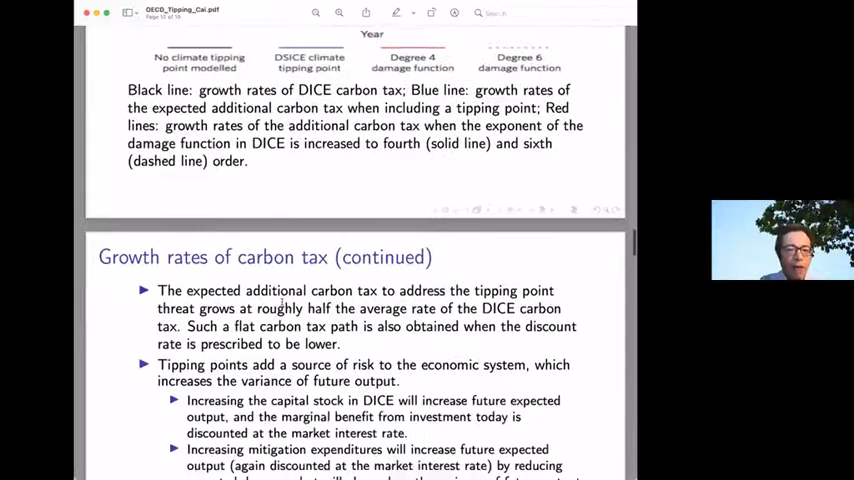 OECD_Tipping_Cai.pdf
Page 10 of 19
Search
Year
No climate tipping DSICE climate Degree 4 Degree 6
point modelled tipping point damage function damage function
Black line: growth rates of DICE carbon tax; Blue line: growth rates of
the expected additional carbon tax when including a tipping point; Red
lines: growth rates of the additional carbon tax when the exponent of the
damage function in DICE is increased to fourth (solid line) and sixth
(dashed line) order.
Growth rates of carbon tax (continued)
The expected additional carbon tax to address the tipping point
threat grows at roughly half the average rate of the DICE carbon
tax. Such a flat carbon tax path is also obtained when the discount
rate is prescribed to be lower.
Tipping points add a source of risk to the economic system, which
increases the variance of future output.
Increasing the capital stock in DICE will increase future expected
output, and the marginal benefit from investment today is
discounted at the market interest rate.
Increasing mitigation expenditures will increase future expected
output (again discounted at the market interest rate) by reducing